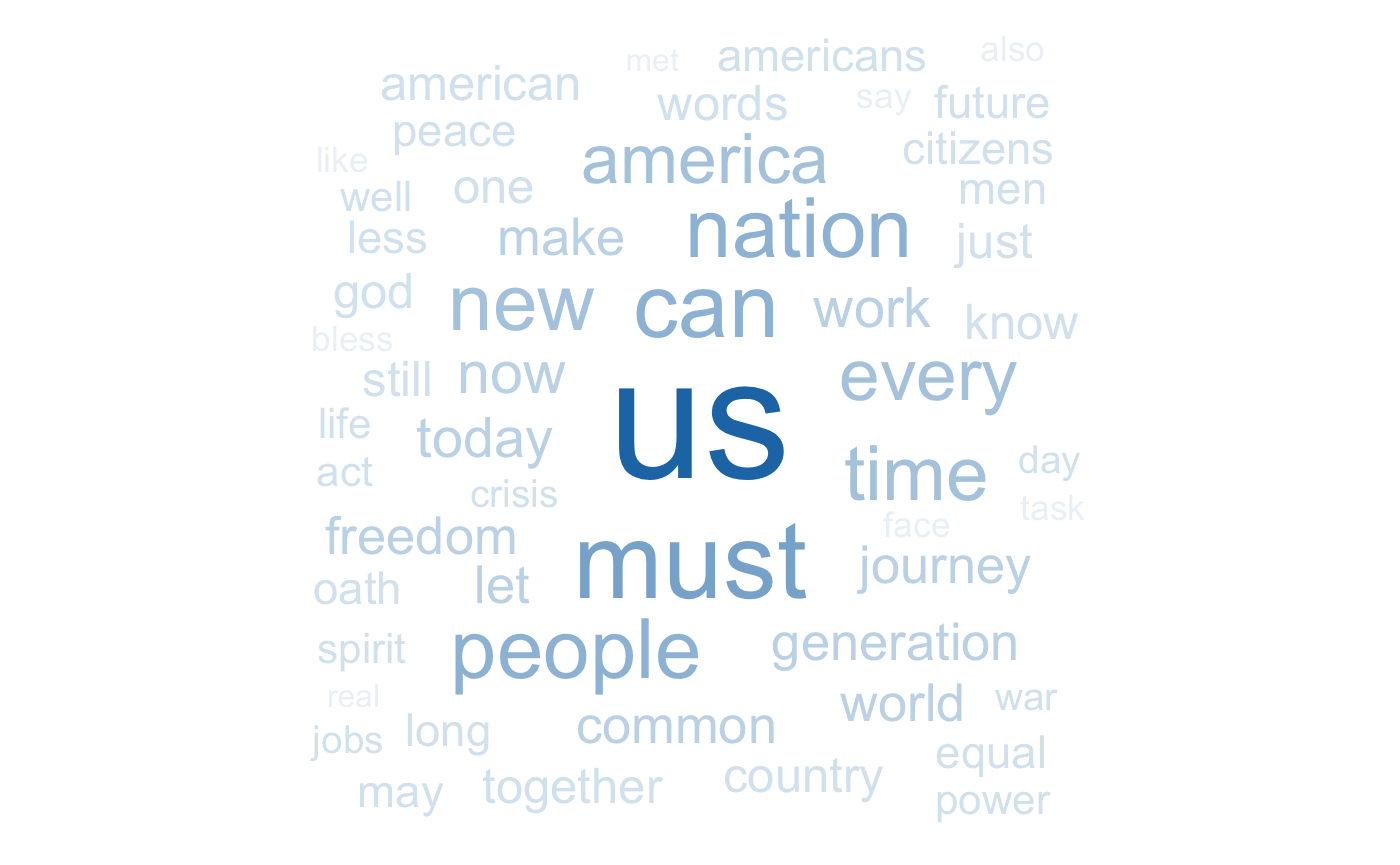 met americans also
american words say future
peace america citizens
like well one men
less make nation just
god new can work know
bless still now every
life today us time day
act crisis task
freedom must face
oath let journey
spirit people generation
real world war
jobs long common equal
may together country power